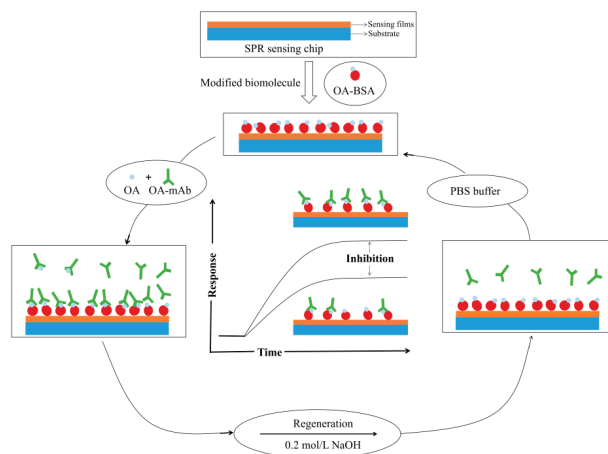 Sensing films
Substrate
SPR sensing chip
Modified biomolecule
OA-BSA
OA + OA-mAb
PBS buffer
Response
Inhibition
Time
Regeneration
0.2 mol/L NaOH